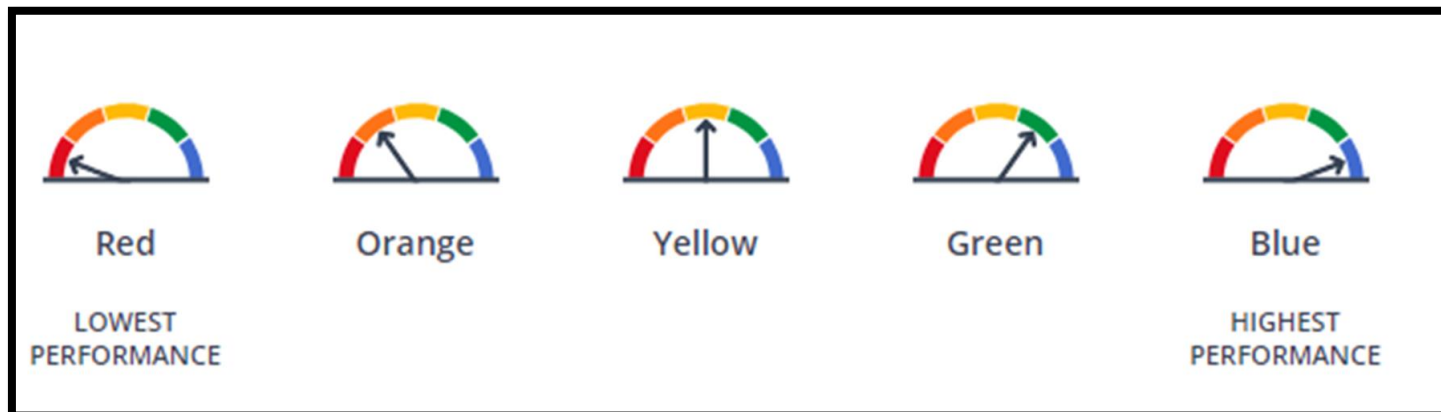 Red
Orange
Yellow
Green
Blue
LOWEST
PERFORMANCE
HIGHEST
PERFORMANCE